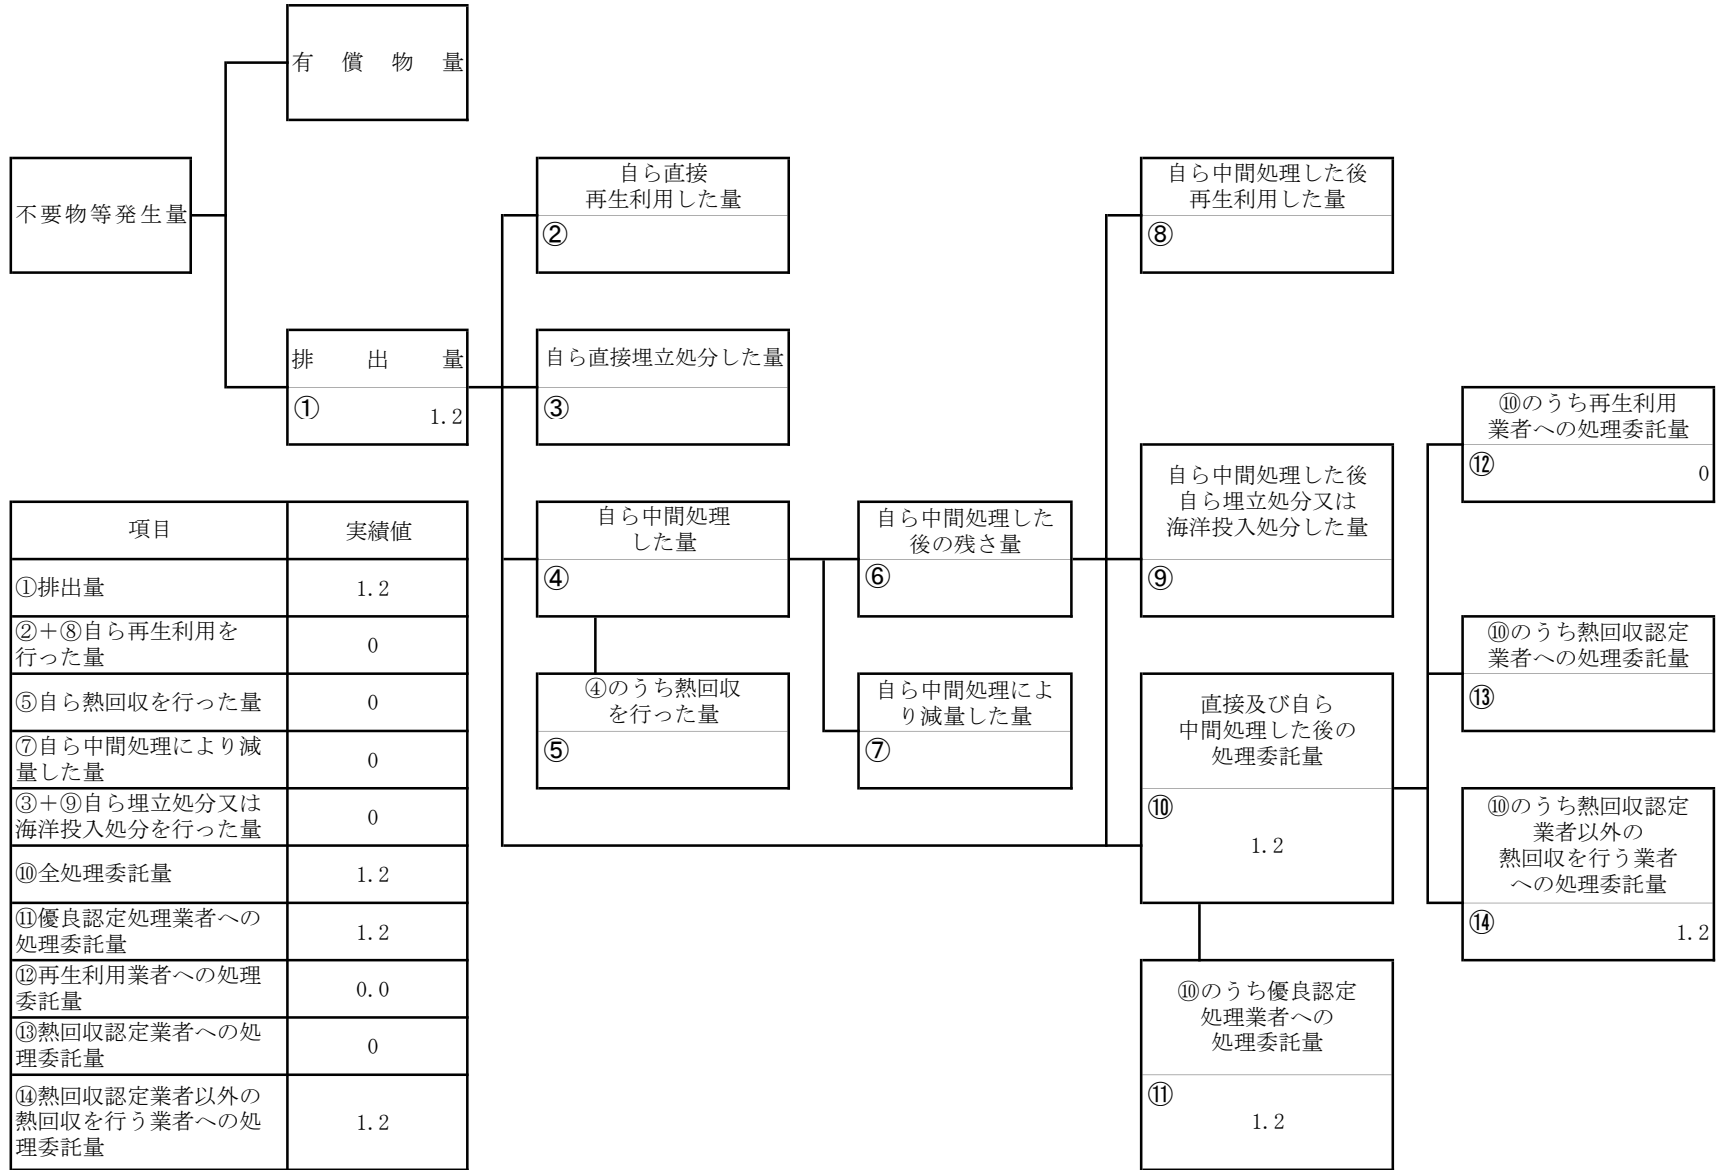 有償物量
不要物等発生量
排出量
①
1.2
自ら直接
再生利用した量
②
自ら直接埋立処分した量
③
自ら中間処理
した量
④
④のうち熱回収
を行った量
⑤
自ら中間処理した
後の残さ量
⑥
自ら中間処理によ
り減量した量
⑦
自ら中間処理した後
再生利用した量
⑧
自ら中間処理した後
自ら埋立処分又は
海洋投入処分した量
⑨
直接及び自ら
中間処理した後の
処理委託量
⑩
1.2
⑩のうち優良認定
処理業者への
処理委託量
⑪
1.2
⑩のうち再生利用
業者への処理委託量
⑫
0
⑩のうち熱回収認定
業者への処理委託量
⑬
⑩のうち熱回収認定
業者以外の
熱回収を行う業者
への処理委託量
⑭
1.2
項目 実績値
①排出量 1.2
②＋⑧自ら再生利用を
行った量 0
⑤自ら熱回収を行った量 0
⑦自ら中間処理により減
量した量 0
③＋⑨自ら埋立処分又は
海洋投入処分を行った量 0
⑩全処理委託量 1.2
⑪優良認定処理業者への
処理委託量 1.2
⑫再生利用業者への処理
委託量 0.0
⑬熱回収認定業者への処
理委託量 0
⑭熱回収認定業者以外の
熱回収を行う業者への処
理委託量 1.2